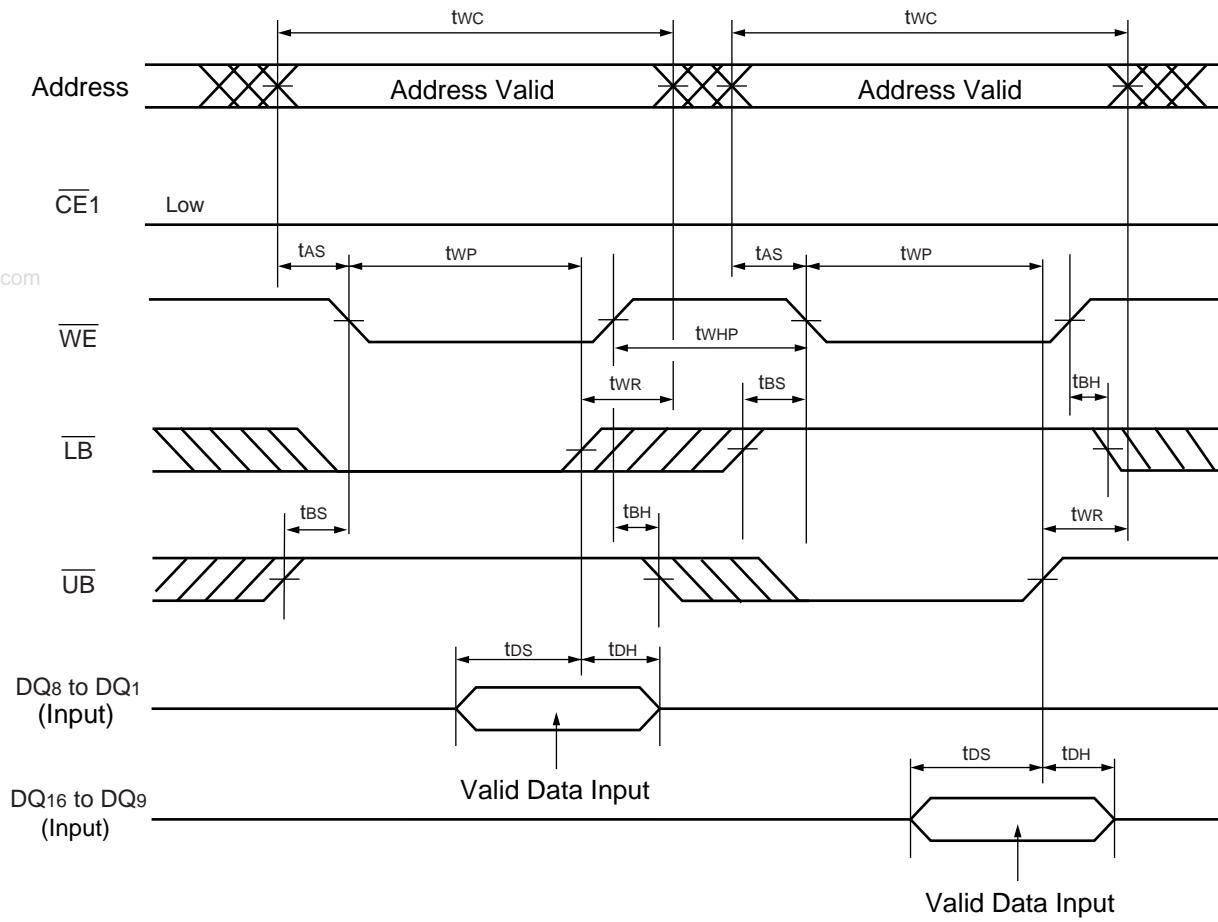 tWC tWC
Address Address Valid Address Valid
CE1 Low
tAS tWP tAS tWP
com
WE
tWHP
tWR tBS tBH
LB
tBS tBH tWR
UB
tDS tDH
DQ8 to DQ1
(Input)
tDS tDH
Valid Data Input
DQ16 to DQ9
(Input)
Valid Data Input